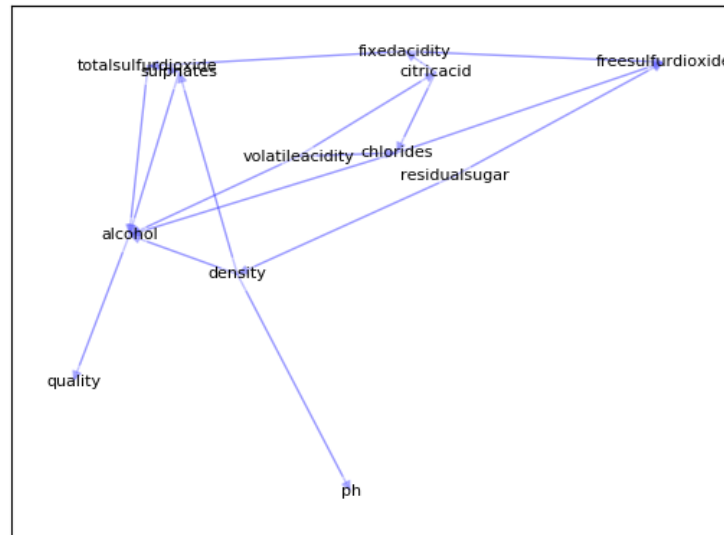 fixedacidity
freesulfurdioxide
totalsulfurdioxide
sulphates
citricacid
volatileacidity
chlorides
residualsugar
alcohol
density
quality
ph